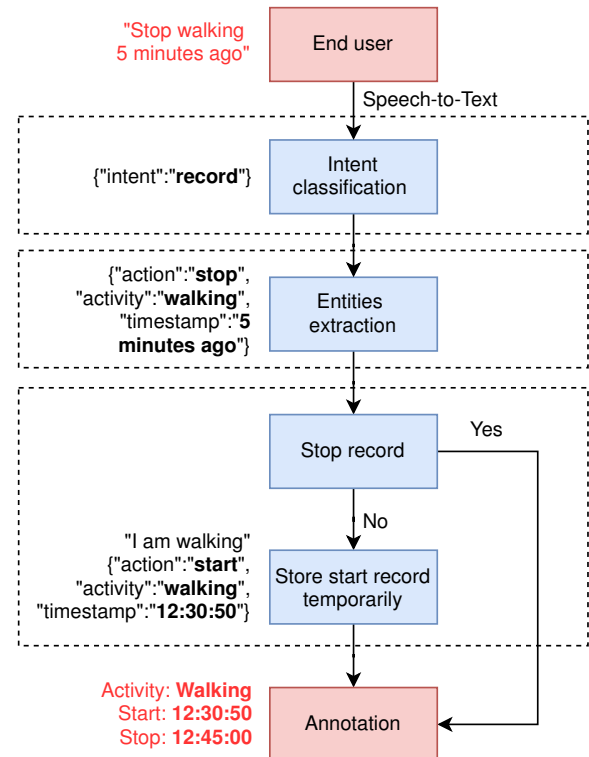 "Stop walking
5 minutes ago"
End user
Speech-to-Text
{"intent":"record"}
Intent
classification
{"action":"stop",
"activity":"walking",
"timestamp":"5
minutes ago"}
Entities
extraction
Stop record
Yes
No
"I am walking"
{"action":"start",
"activity":"walking",
"timestamp":"12:30:50"}
Store start record
temporarily
Activity: Walking
Start: 12:30:50
Stop: 12:45:00
Annotation